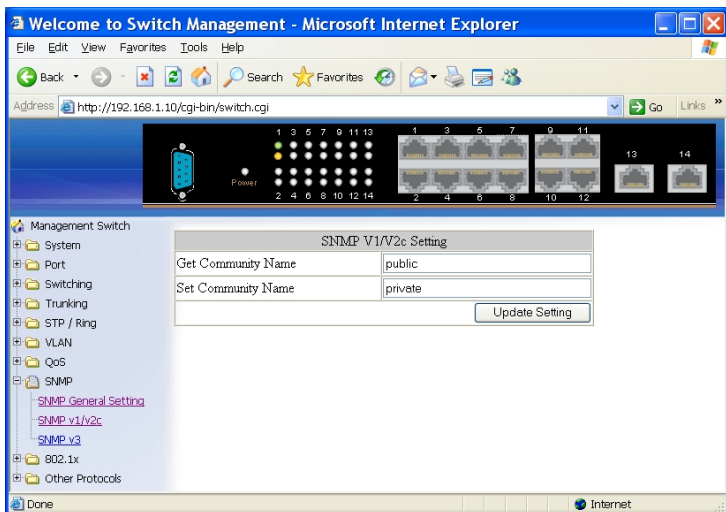 Welcome to Switch Management - Microsoft Internet Explorer
File Edit View Favorites Tools Help
Back Search Favorites
Address http://192.168.1.10/cgi-bin/switch.cgi Go Links »
1 3 5 7 9 11 13
1 3 5 7 9 11
13 14
Power
2 4 6 8 10 12 14
2 4 6 8 10 12
Management Switch
System
Port
Switching
Trunking
STP / Ring
VLAN
QoS
SNMP
SNMP General Setting
SNMP v1/v2c
SNMP v3
802.1x
Other Protocols
SNMP V1/V2c Setting
Get Community Name public
Set Community Name private
Update Setting
Done Internet